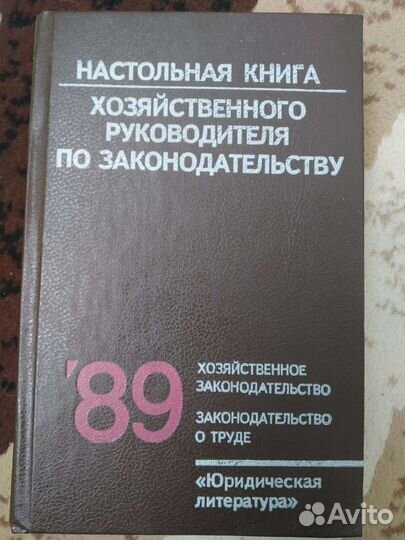 НАСТОЛЬНАЯ КНИГА
ХОЗЯЙСТВЕННОГО
РУКОВОДИТЕЛЯ
ПО ЗАКОНОДАТЕЛЬСТВУ
'89
ХОЗЯЙСТВЕННОЕ
ЗАКОНОДАТЕЛЬСТВО
ЗАКОНОДАТЕЛЬСТВО
О ТРУДЕ
«Юридическая
литература»
Avito